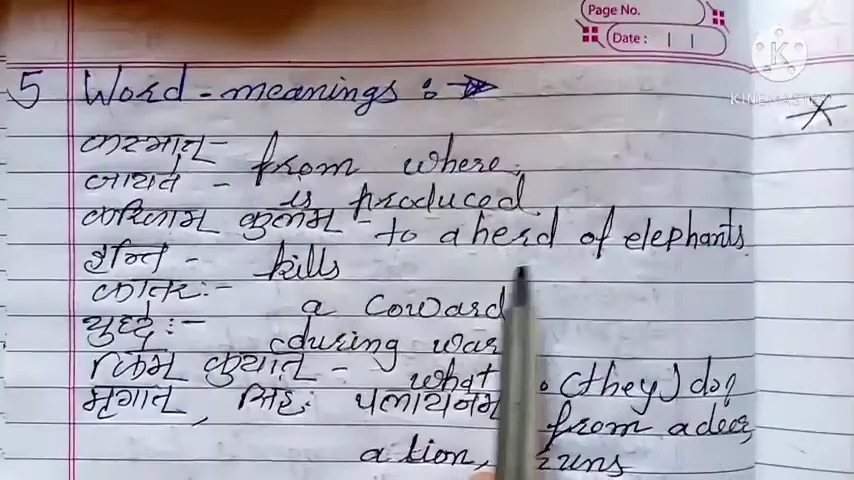 Page No.
Date :
KINEMASTER
5 Word - meanings :→
कस्मात् - from where,
जायते - is produced
करिणाम कुलम - to a herd of elephants
हन्ति - kills
कातरः - a coward
युद्धे :- during war
किम कुर्यात् - what (they) do?
मृगात्, सिंहः पलायनम from a deer,
a lion, runs